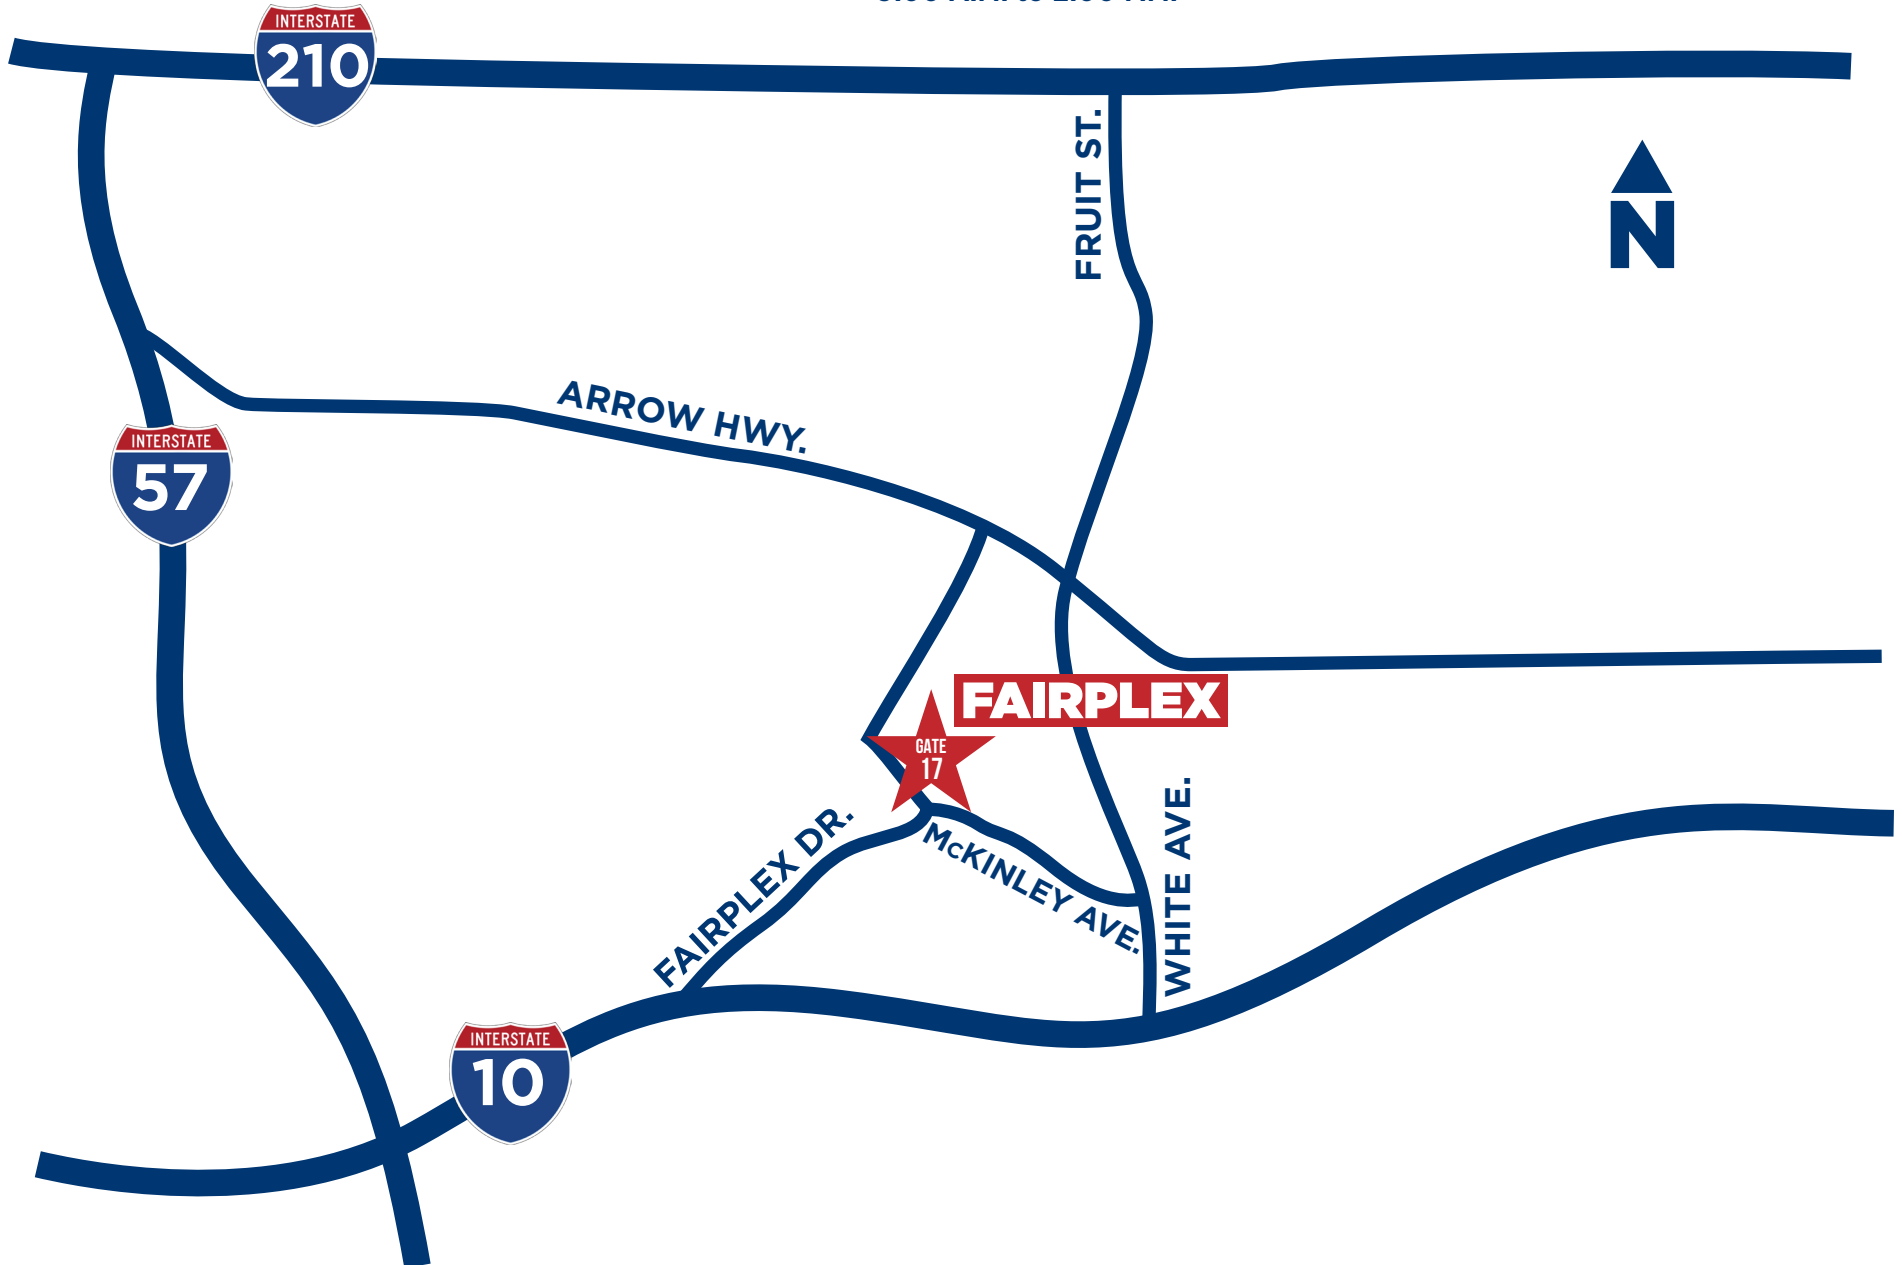 INTERSTATE
210
FRUIT ST.
N
ARROW HWY.
INTERSTATE
57
FAIRPLEX
GATE
17
FAIRPLEX DR.
McKINLEY AVE.
WHITE AVE.
INTERSTATE
10